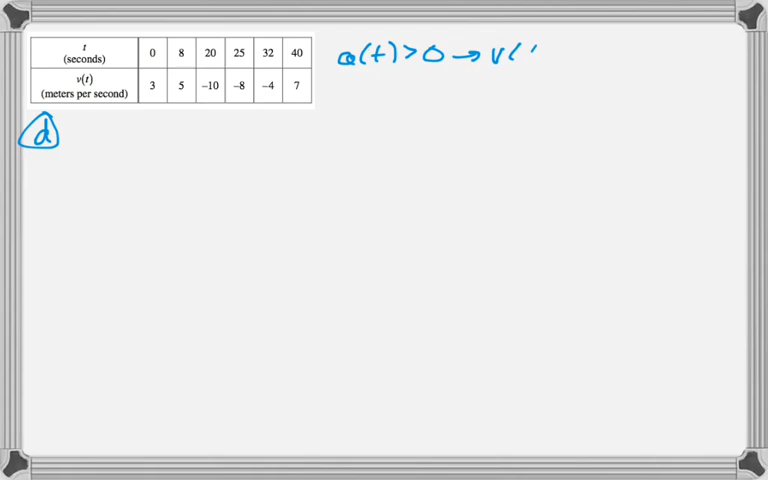 t (seconds) 0 8 20 25 32 40
v(t) (meters per second) 3 5 –10 –8 –4 7
a(t)>0 → v(
d